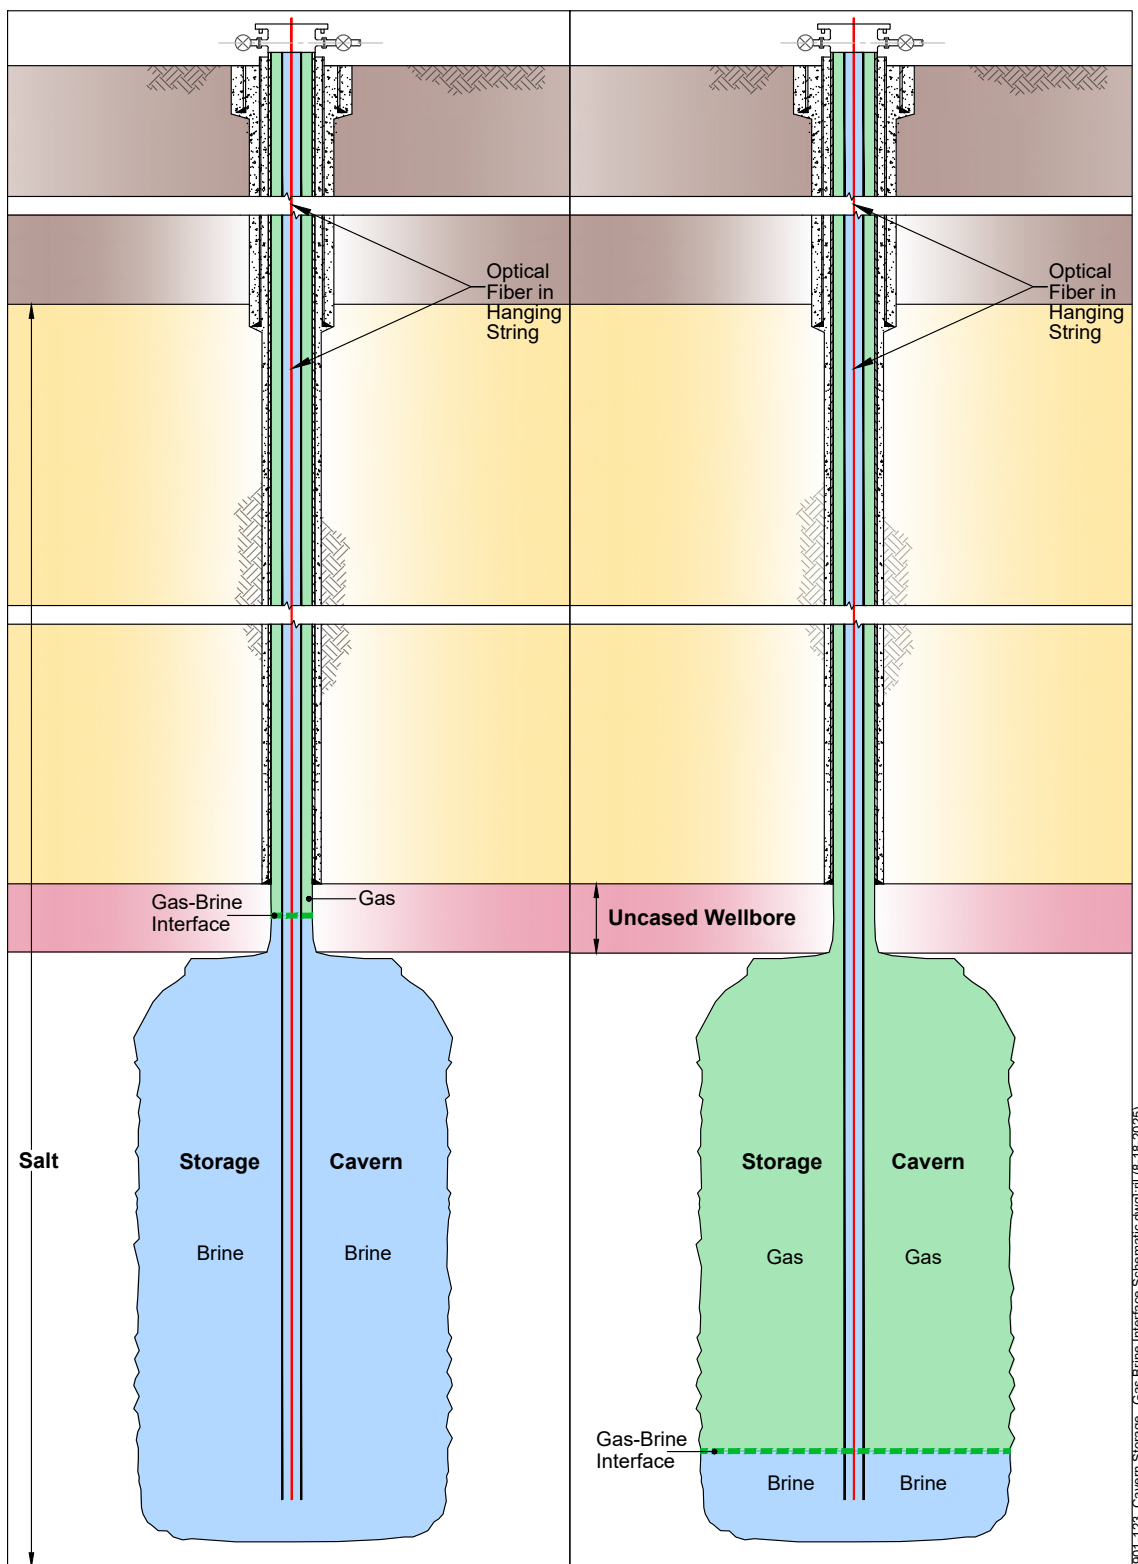 Optical
Fiber in
Hanging
String
Optical
Fiber in
Hanging
String
Gas-Brine
Interface
Gas
Uncased Wellbore
Salt
Storage Cavern
Brine Brine
Storage Cavern
Gas Gas
Gas-Brine
Interface
Brine Brine